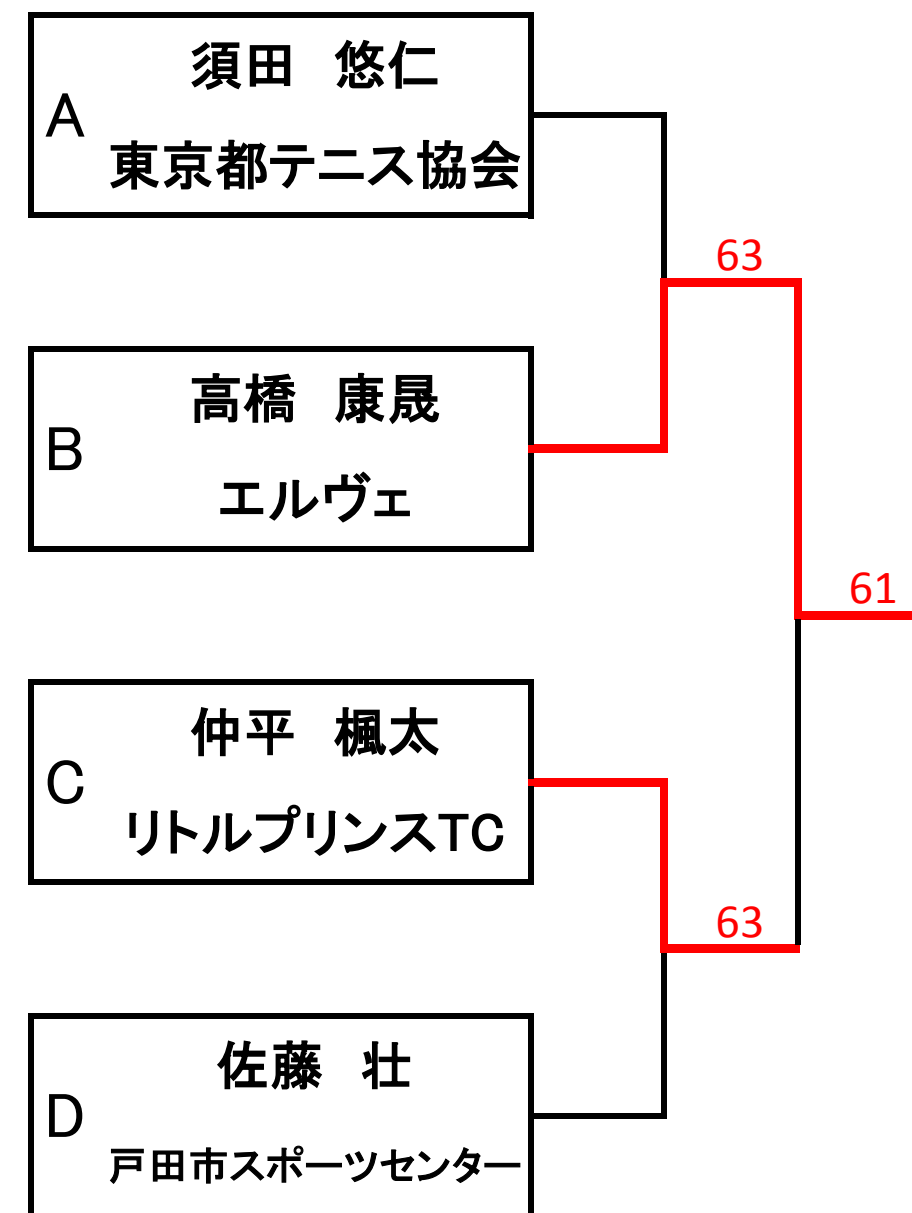 A
須田　悠仁
東京都テニス協会
63
B
高橋　康晟
エルヴェ
61
C
仲平　楓太
リトルプリンスTC
63
D
佐藤　壮
戸田市スポーツセンター